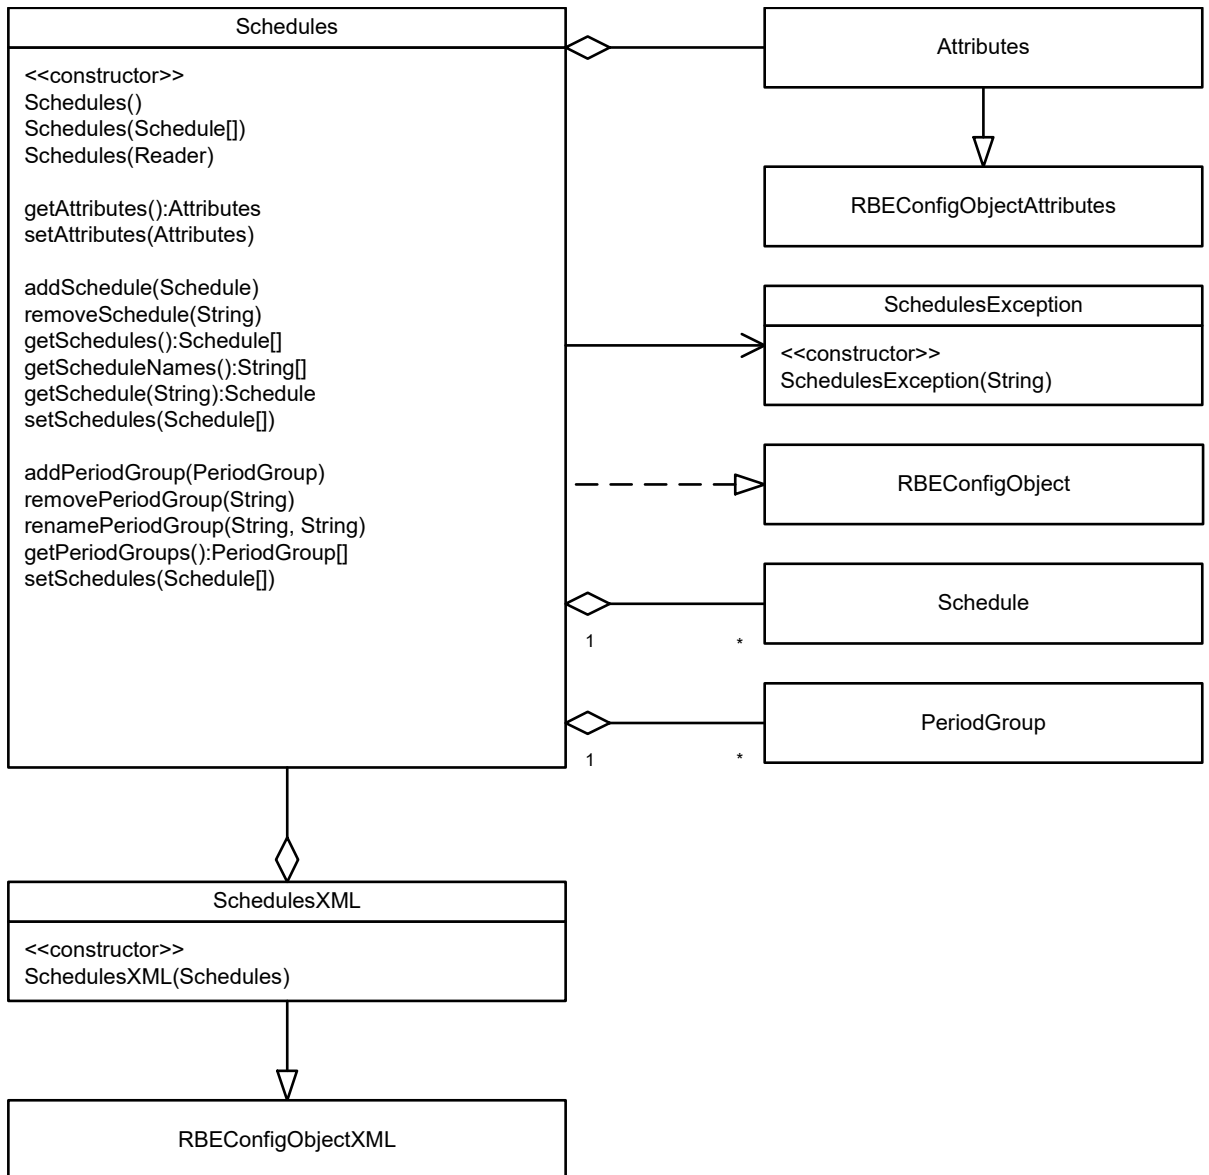 Schedules
<<constructor>>
Schedules()
Schedules(Schedule[])
Schedules(Reader)
getAttributes():Attributes
setAttributes(Attributes)
addSchedule(Schedule)
removeSchedule(String)
getSchedules():Schedule[]
getScheduleNames():String[]
getSchedule(String):Schedule
setSchedules(Schedule[])
addPeriodGroup(PeriodGroup)
removePeriodGroup(String)
renamePeriodGroup(String, String)
getPeriodGroups():PeriodGroup[]
setSchedules(Schedule[])
Attributes
RBEConfigObjectAttributes
SchedulesException
<<constructor>>
SchedulesException(String)
RBEConfigObject
Schedule
1 *
PeriodGroup
1 *
SchedulesXML
<<constructor>>
SchedulesXML(Schedules)
RBEConfigObjectXML